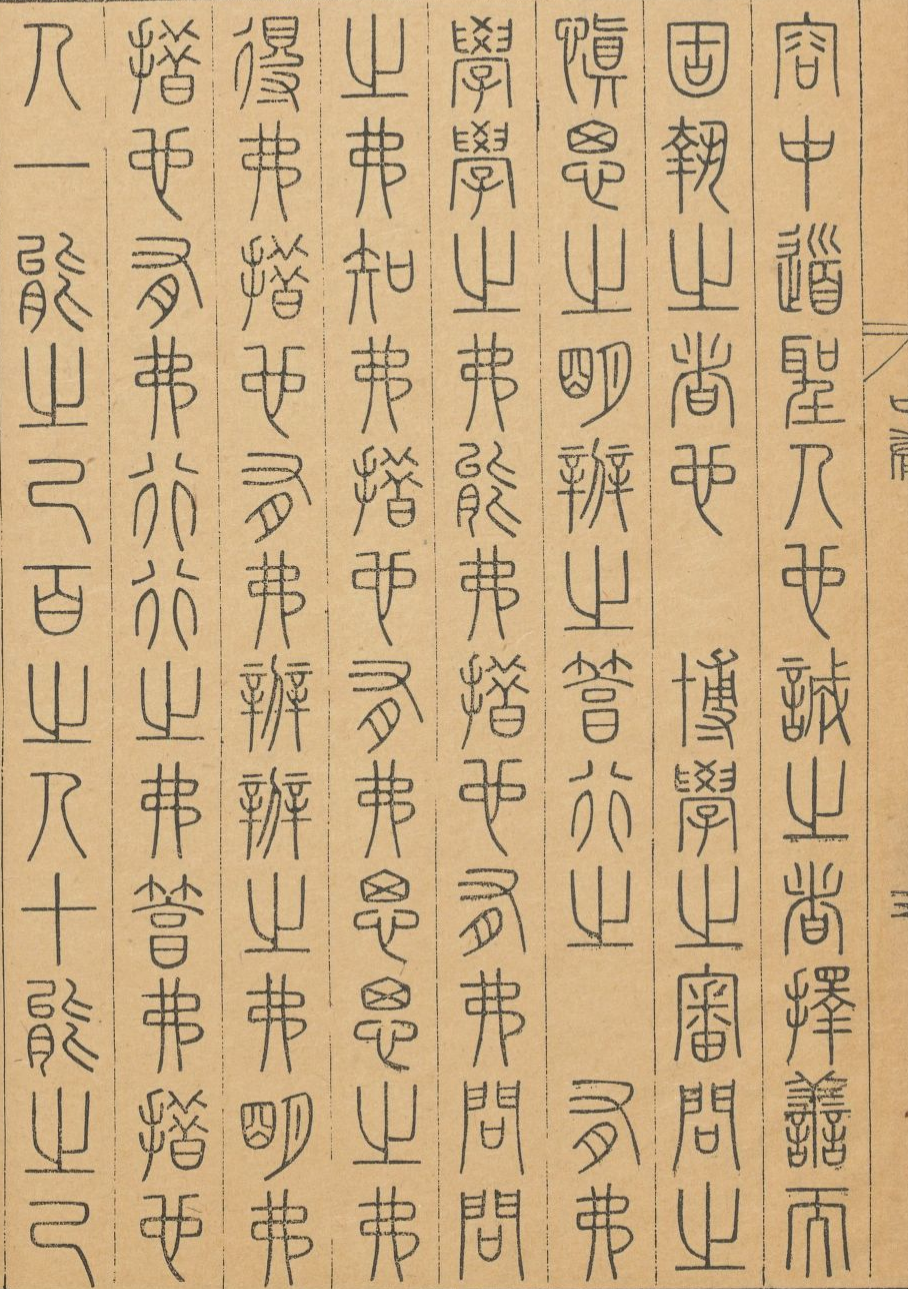 容中道聖人也誠之者擇善而
固執之者也　博學之審問之
慎思之明辨之篤行之　有弗
學學之弗能弗措也有弗問問
之弗知弗措也有弗思思之弗
得弗措也有弗辨辨之弗明弗
措也有弗行行之弗篤弗措也
人一能之己百之人十能之己